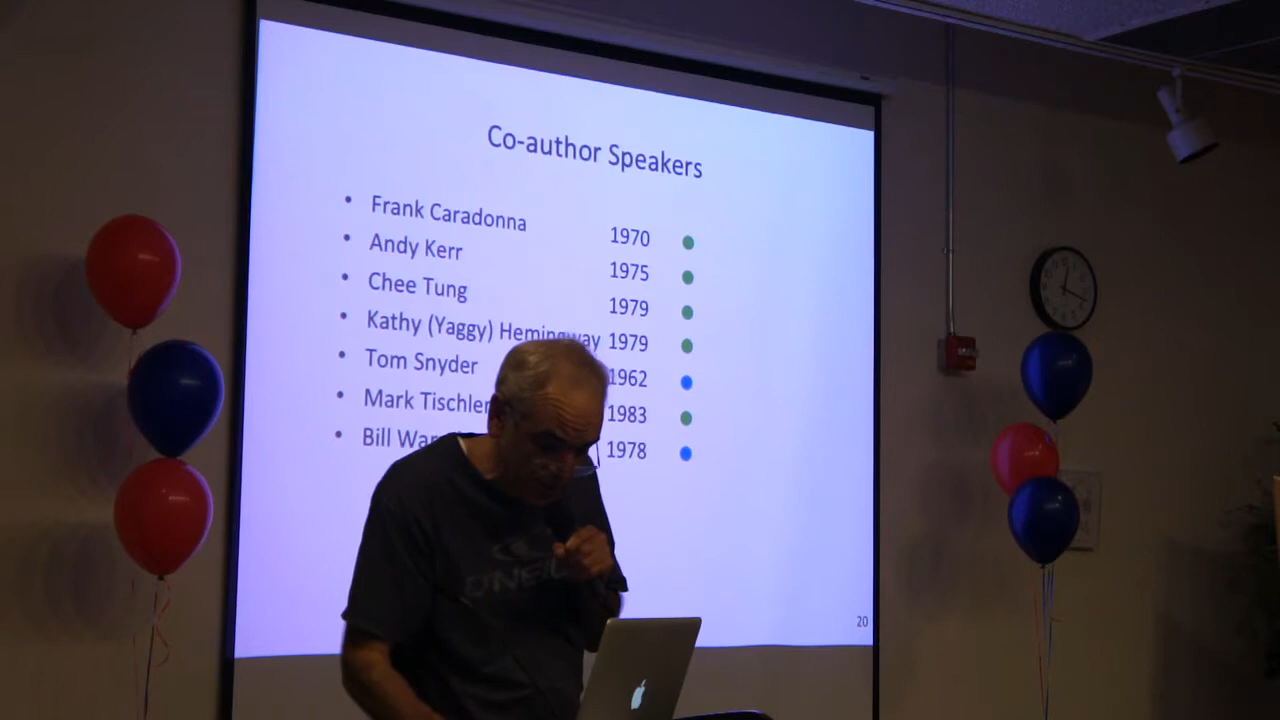 Co-author Speakers
• Frank Caradonna 1970
• Andy Kerr 1975
• Chee Tung 1979
• Kathy (Yaggy) Hemingway 1979
• Tom Snyder 1962
• Mark Tischler 1983
• Bill 1978
20